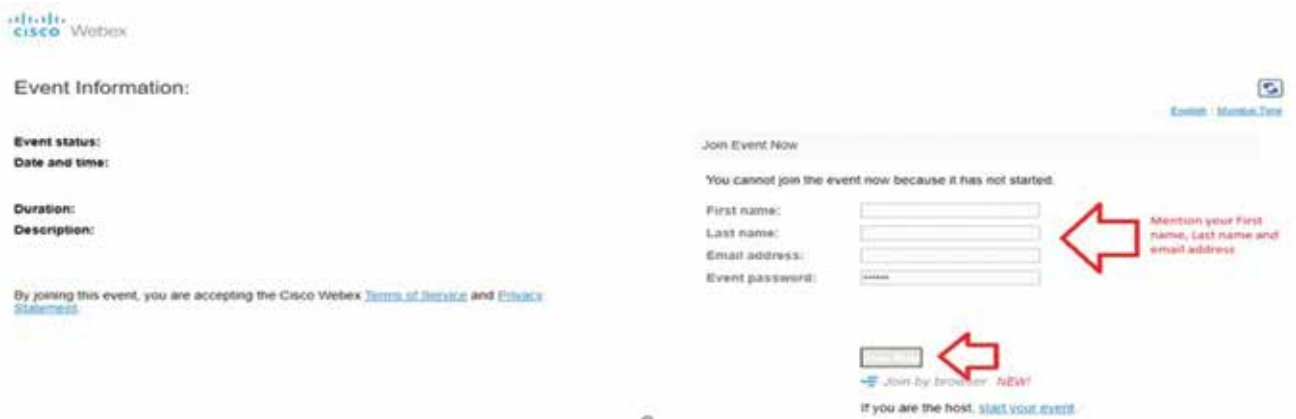 CISCO Webex
Event Information:
English : Mumbai Time
Event status:
Date and time:
Duration:
Description:
By joining this event, you are accepting the Cisco Webex Terms of Service and Privacy
Statement.
Join Event Now
You cannot join the event now because it has not started.
First name:
Last name:
Email address:
Event password:
Mention your First
name, Last name and
email address
Join by browser NEW!
If you are the host, start your event.